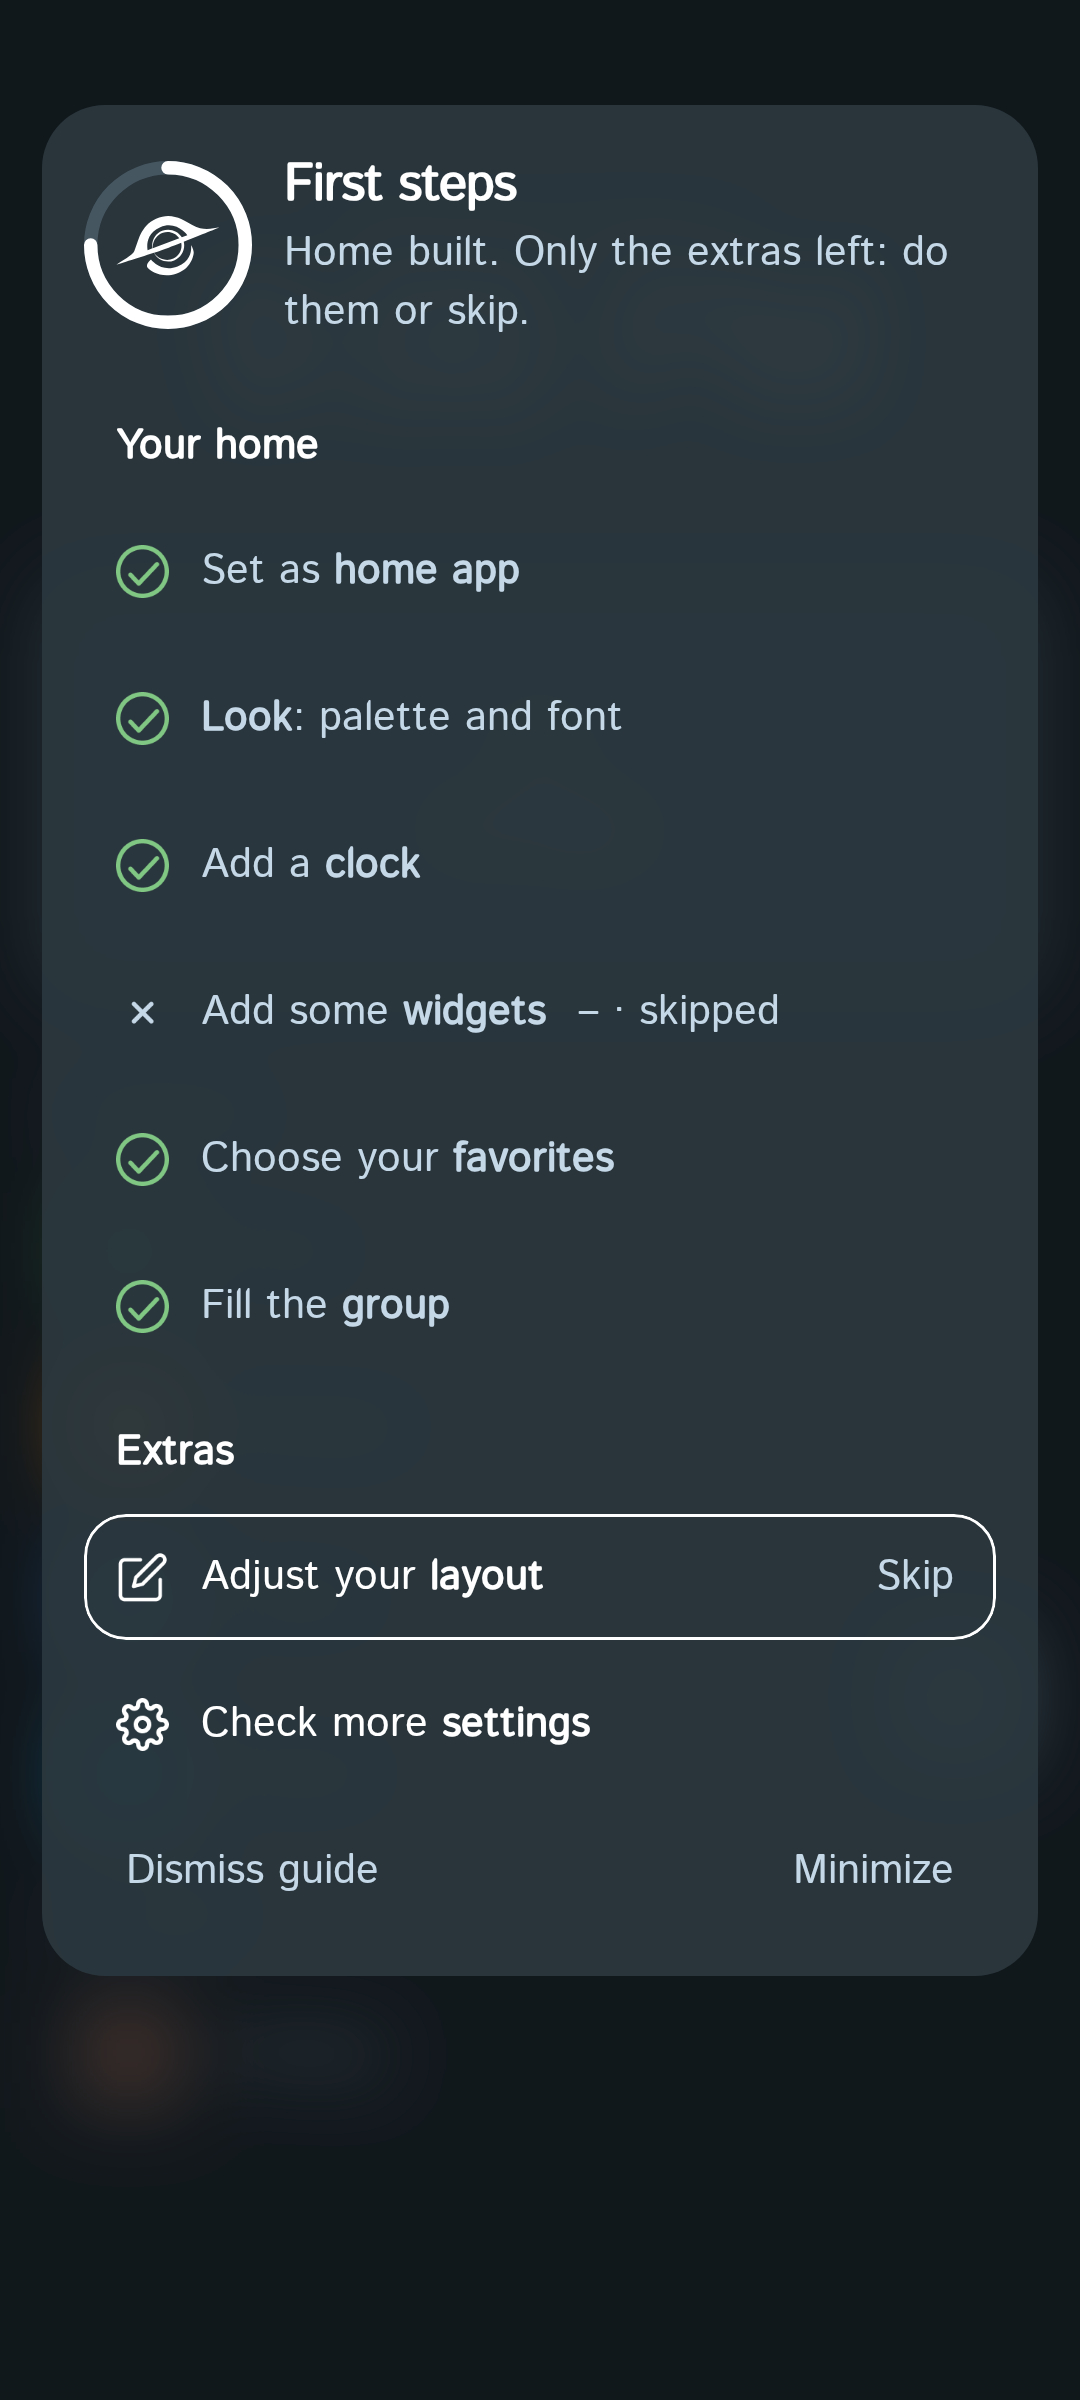 First steps
Home built. Only the extras left: do
them or skip.
Your home
Set as home app
Look: palette and font
Add a clock
Add some widgets – · skipped
Choose your favorites
Fill the group
Extras
Adjust your layout Skip
Check more settings
Dismiss guide Minimize